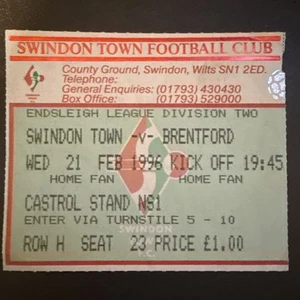 SWINDON TOWN FOOTBALL CLUB
County Ground, Swindon, Wilts SN1 2ED.
Telephone:
General Enquiries: (01793) 430430
Box Office: (01793) 529000
ENDSLEIGH LEAGUE DIVISION TWO
SWINDON TOWN -v- BRENTFORD
WED 21 FEB 1996 KICK OFF 19:45
HOME FAN HOME FAN
CASTROL STAND NS1
ENTER VIA TURNSTILE 5 - 10
SWINDON
ROW H SEAT 23 PRICE £1.00
F.C.